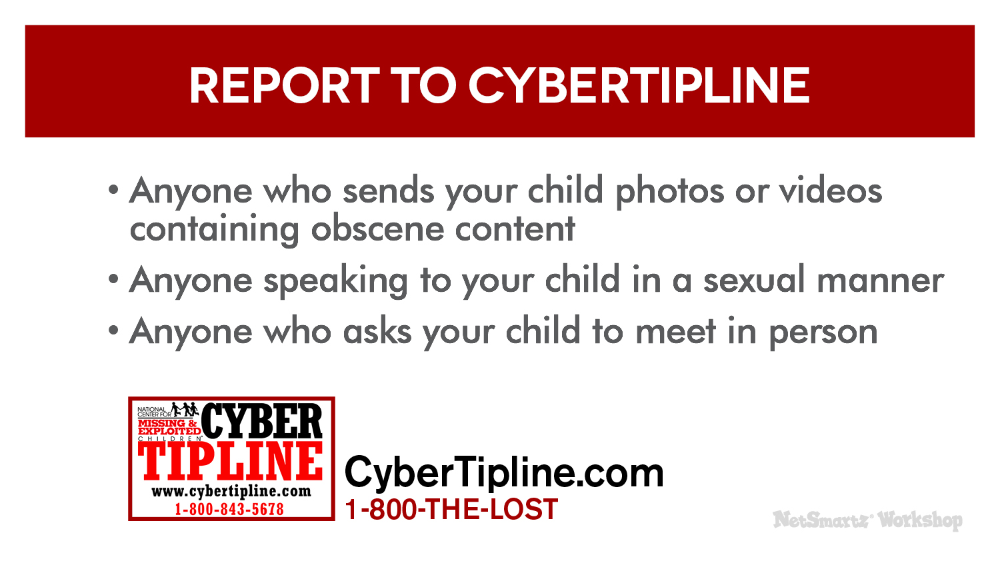 REPORT TO CYBERTIPLINE
• Anyone who sends your child photos or videos
containing obscene content
• Anyone speaking to your child in a sexual manner
• Anyone who asks your child to meet in person
NATIONAL
CENTER FOR
MISSING &
EXPLOITED
CHILDREN®
CYBER
TIPLINE
www.cybertipline.com
1-800-843-5678
CyberTipline.com
1-800-THE-LOST
NetSmartz® Workshop